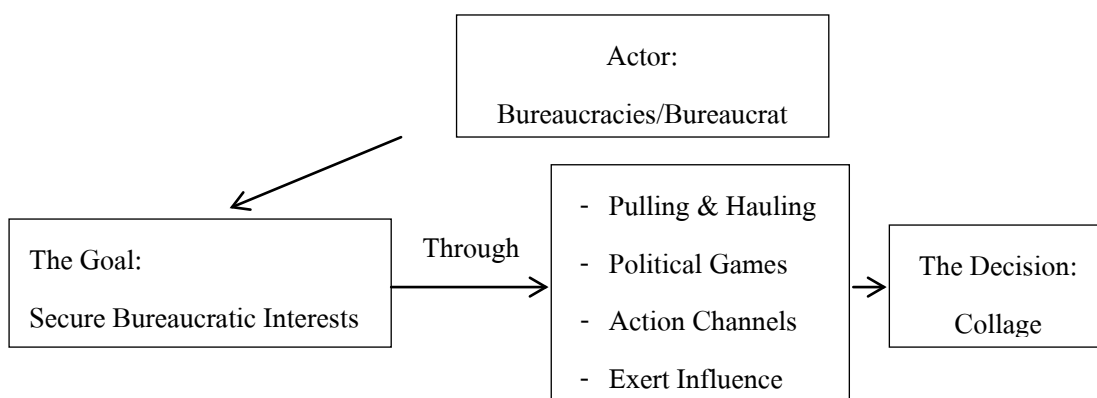 Actor:
Bureaucracies/Bureaucrat
The Goal:
Secure Bureaucratic Interests
Through
- Pulling & Hauling
- Political Games
- Action Channels
- Exert Influence
The Decision:
Collage